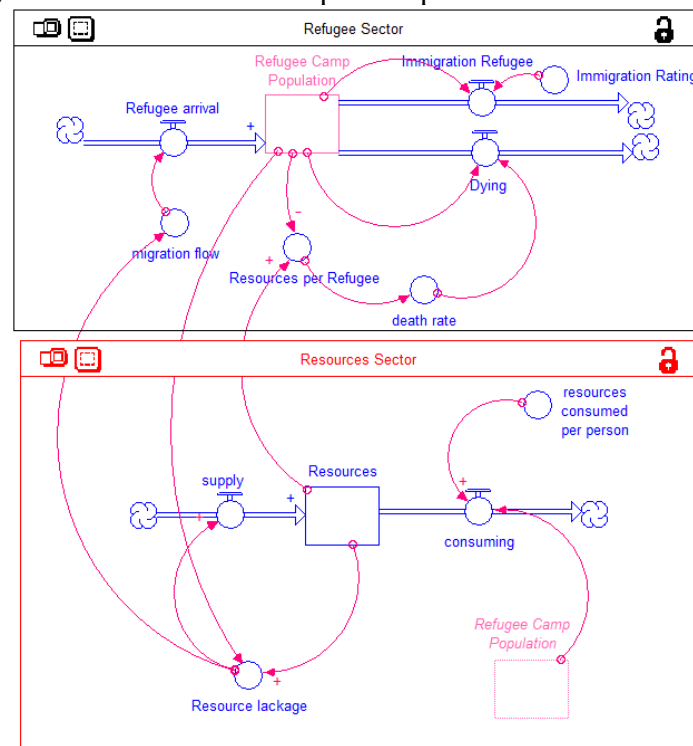 Refugee Sector
Refugee Camp
Population
Immigration Refugee
Immigration Rating
Refugee arrival
+
Dying
-
migration flow
+
Resources per Refugee
death rate
Resources Sector
resources
consumed
per person
supply
Resources
+
+
+
consuming
Refugee Camp
Population
+
Resource lackage